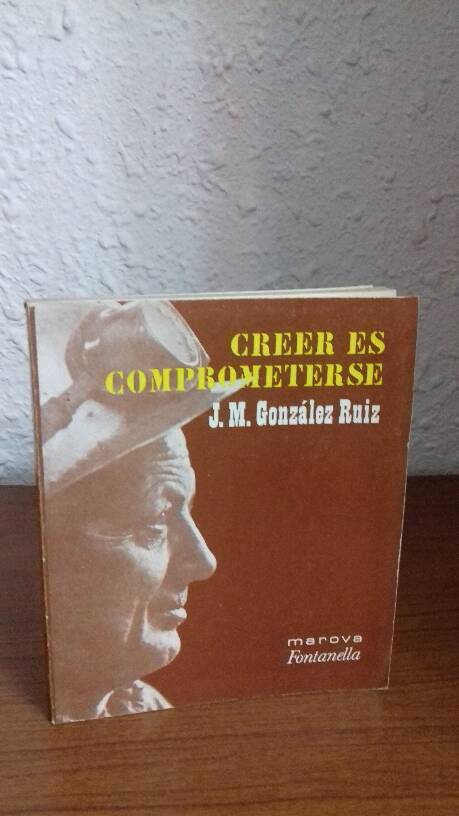 CREER ES
COMPROMETERSE
J. M. González Ruiz
marova
Fontanella